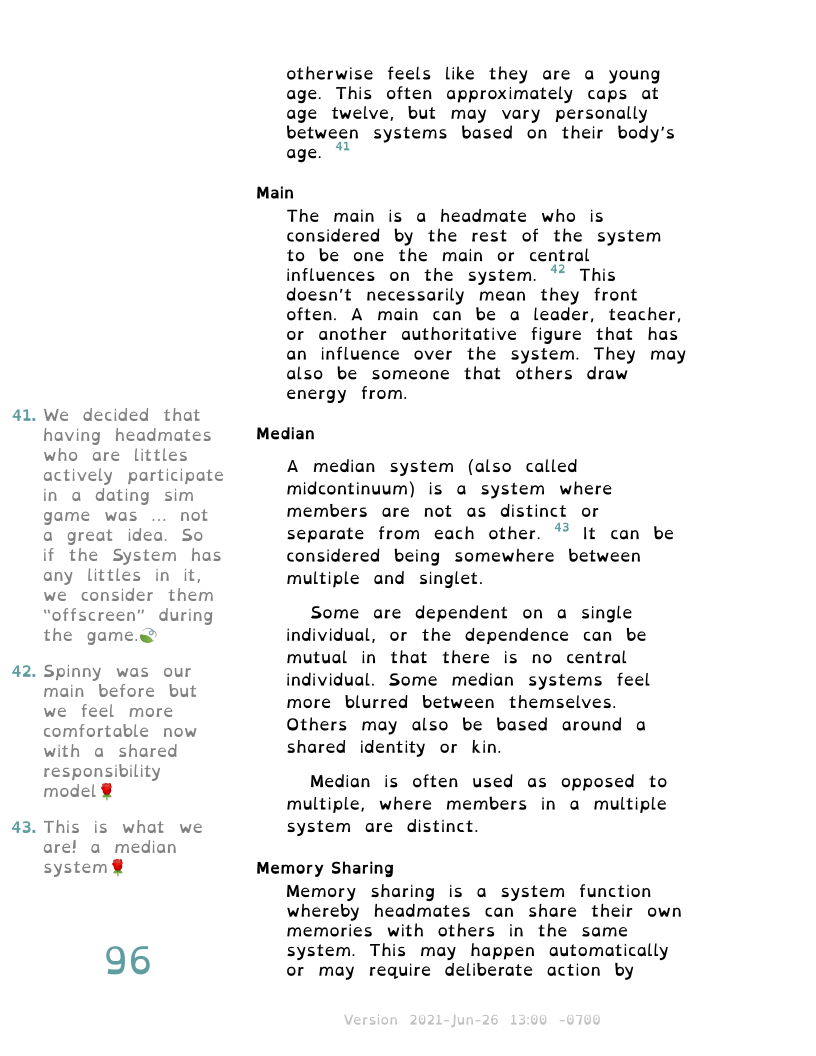 otherwise feels like they are a young
age. This often approximately caps at
age twelve, but may vary personally
between systems based on their body's
age. 41
Main
The main is a headmate who is
considered by the rest of the system
to be one the main or central
influences on the system. 42 This
doesn't necessarily mean they front
often. A main can be a leader, teacher,
or another authoritative figure that has
an influence over the system. They may
also be someone that others draw
energy from.
Median
A median system (also called
midcontinuum) is a system where
members are not as distinct or
separate from each other. 43 It can be
considered being somewhere between
multiple and singlet.
Some are dependent on a single
individual, or the dependence can be
mutual in that there is no central
individual. Some median systems feel
more blurred between themselves.
Others may also be based around a
shared identity or kin.
Median is often used as opposed to
multiple, where members in a multiple
system are distinct.
Memory Sharing
Memory sharing is a system function
whereby headmates can share their own
memories with others in the same
system. This may happen automatically
or may require deliberate action by
41. We decided that
having headmates
who are littles
actively participate
in a dating sim
game was ... not
a great idea. So
if the System has
any littles in it,
we consider them
"offscreen" during
the game.🍃
42. Spinny was our
main before but
we feel more
comfortable now
with a shared
responsibility
model🌹
43. This is what we
are! a median
system🌹
96
Version 2021-Jun-26 13:00 -0700